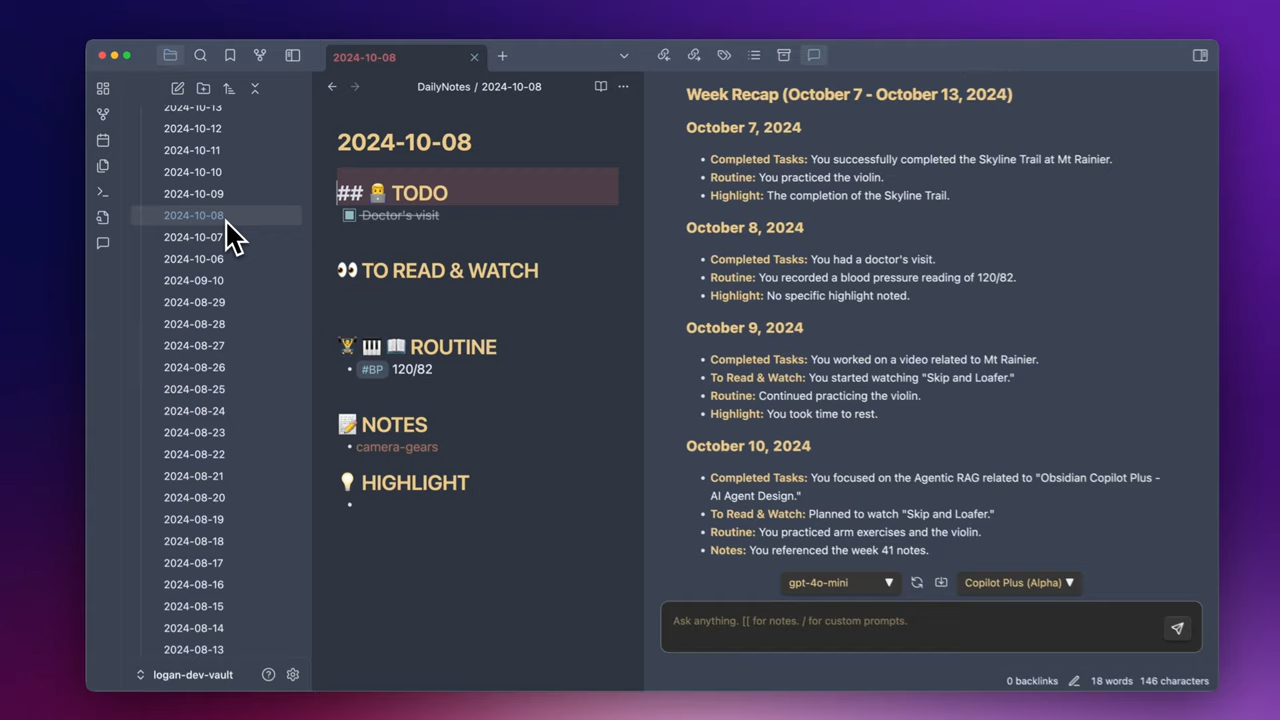 2024-10-08
DailyNotes / 2024-10-08
2024-10-13
2024-10-12
2024-10-11
2024-10-10
2024-10-09
2024-10-08
2024-10-07
2024-10-06
2024-09-10
2024-08-29
2024-08-28
2024-08-27
2024-08-26
2024-08-25
2024-08-24
2024-08-23
2024-08-22
2024-08-21
2024-08-20
2024-08-19
2024-08-18
2024-08-17
2024-08-16
2024-08-15
2024-08-14
2024-08-13
logan-dev-vault
2024-10-08
## 👨‍💻 TODO
Doctor's visit
👀 TO READ & WATCH
🏋️ 🎹 📖 ROUTINE
• #BP 120/82
📝 NOTES
• camera-gears
💡 HIGHLIGHT
•
Week Recap (October 7 - October 13, 2024)
October 7, 2024
• Completed Tasks: You successfully completed the Skyline Trail at Mt Rainier.
• Routine: You practiced the violin.
• Highlight: The completion of the Skyline Trail.
October 8, 2024
• Completed Tasks: You had a doctor's visit.
• Routine: You recorded a blood pressure reading of 120/82.
• Highlight: No specific highlight noted.
October 9, 2024
• Completed Tasks: You worked on a video related to Mt Rainier.
• To Read & Watch: You started watching "Skip and Loafer."
• Routine: Continued practicing the violin.
• Highlight: You took time to rest.
October 10, 2024
• Completed Tasks: You focused on the Agentic RAG related to "Obsidian Copilot Plus -
AI Agent Design."
• To Read & Watch: Planned to watch "Skip and Loafer."
• Routine: You practiced arm exercises and the violin.
• Notes: You referenced the week 41 notes.
gpt-4o-mini ▼
Copilot Plus (Alpha) ▼
Ask anything. [[ for notes. / for custom prompts.
0 backlinks
18 words
146 characters